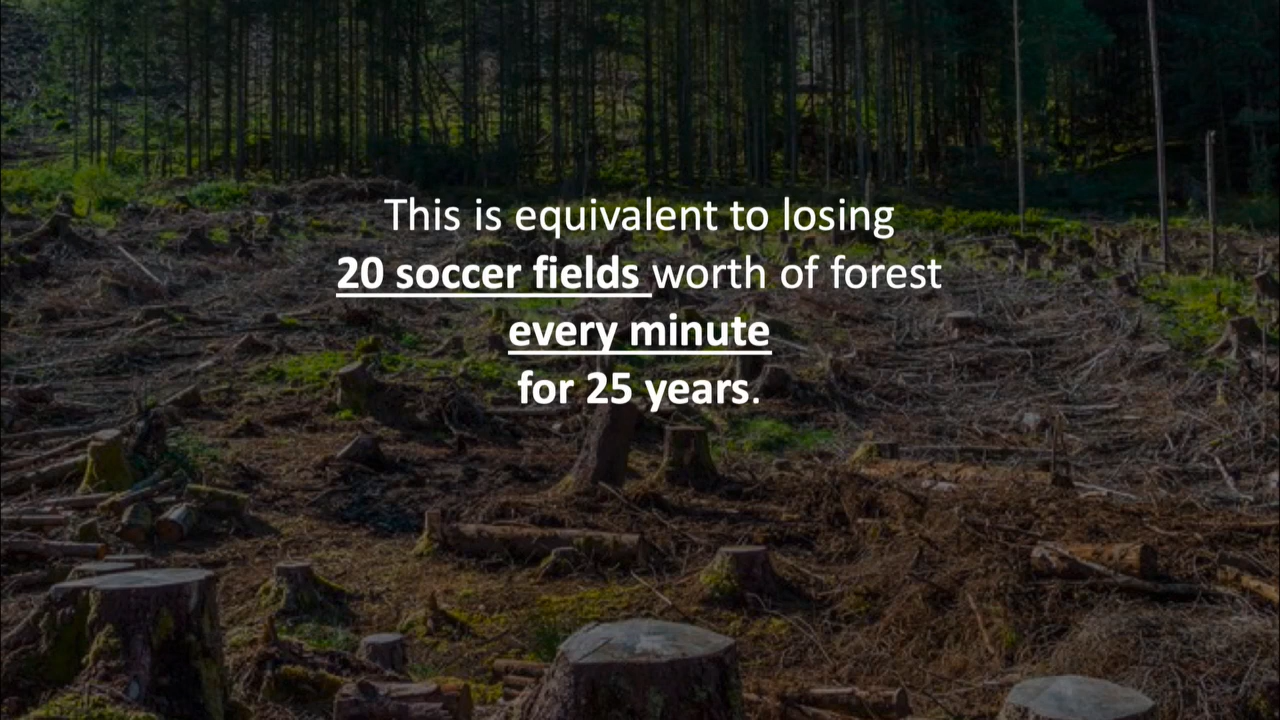 This is equivalent to losing
20 soccer fields worth of forest
every minute
for 25 years.